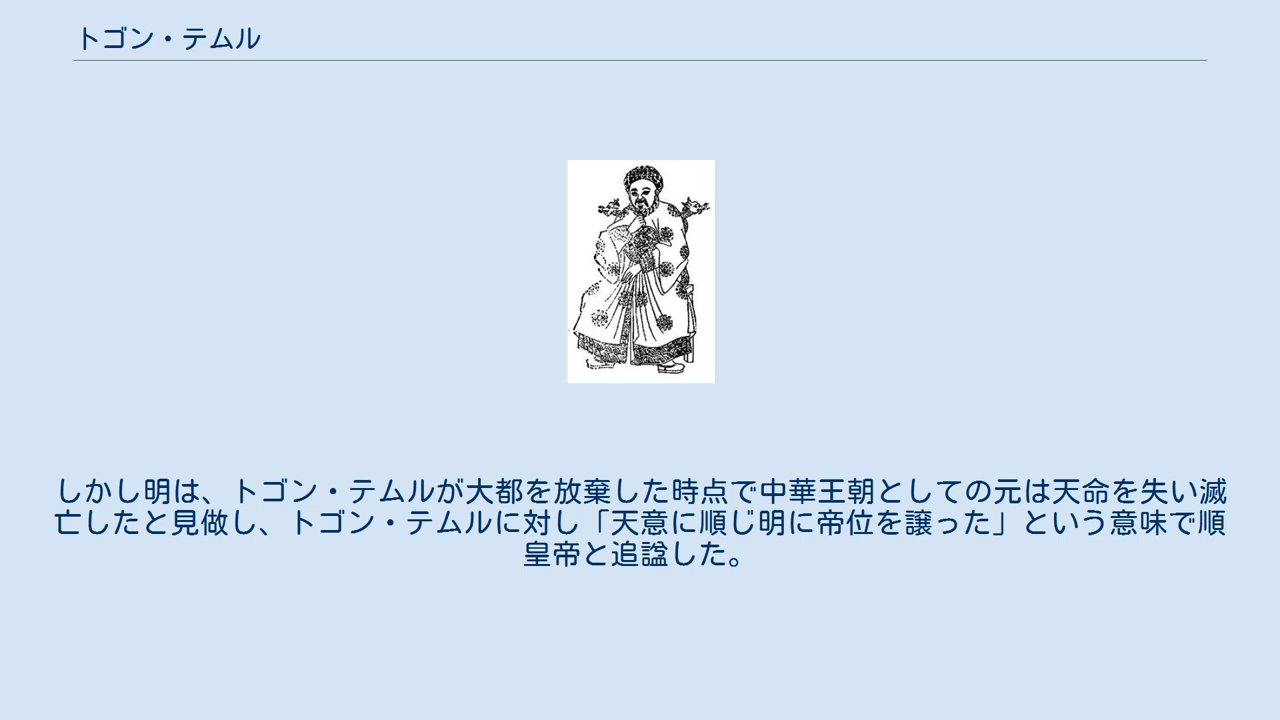 トゴン・テムル
しかし明は、トゴン・テムルが大都を放棄した時点で中華王朝としての元は天命を失い滅
亡したと見做し、トゴン・テムルに対し「天意に順じ明に帝位を譲った」という意味で順
皇帝と追諡した。